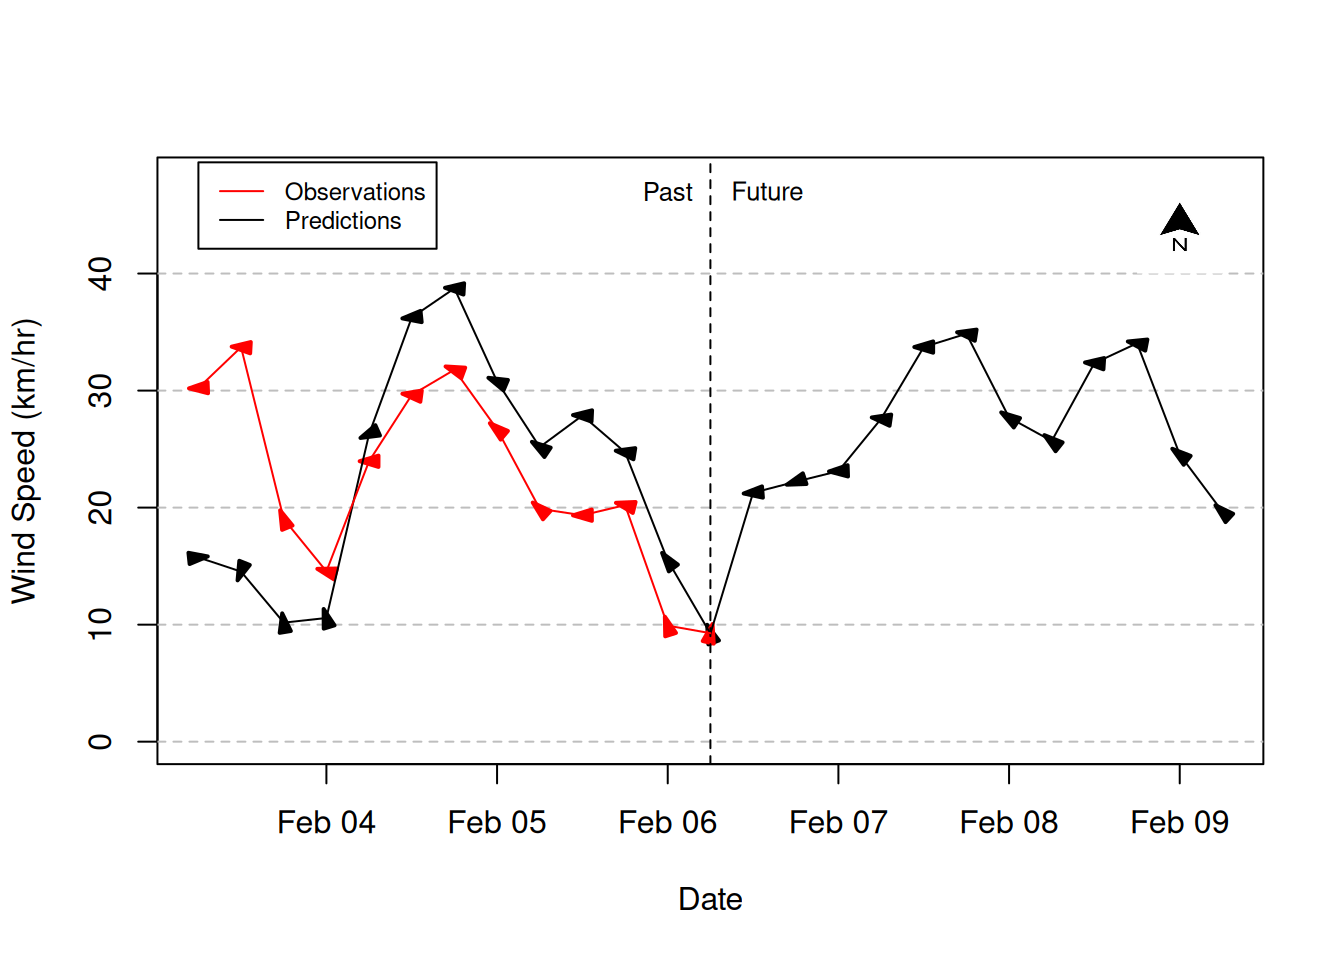 Observations
Predictions
Past
Future
N
40
30
20
10
0
Wind Speed (km/hr)
Feb 04
Feb 05
Feb 06
Feb 07
Feb 08
Feb 09
Date